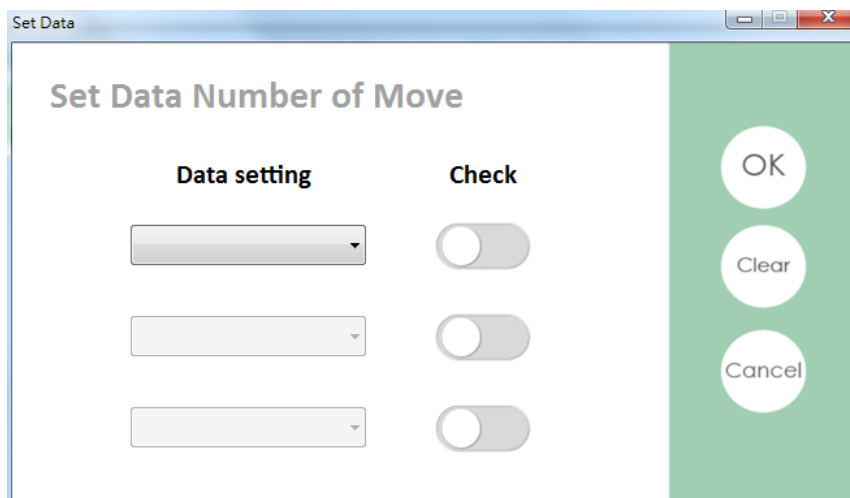 Set Data
Set Data Number of Move
Data setting Check
OK
Clear
Cancel